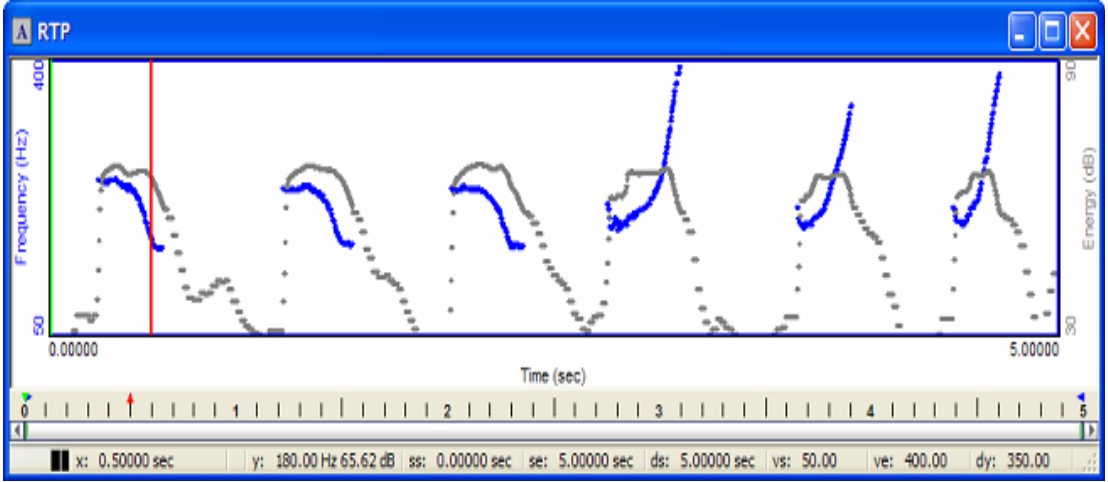 A RTP
400
90
Frequency (Hz)
Energy (dB)
50
30
0.00000
5.00000
Time (sec)
0 1 2 3 4 5
x: 0.50000 sec y: 180.00 Hz 65.62 dB ss: 0.00000 sec se: 5.00000 sec ds: 5.00000 sec vs: 50.00 ve: 400.00 dy: 350.00